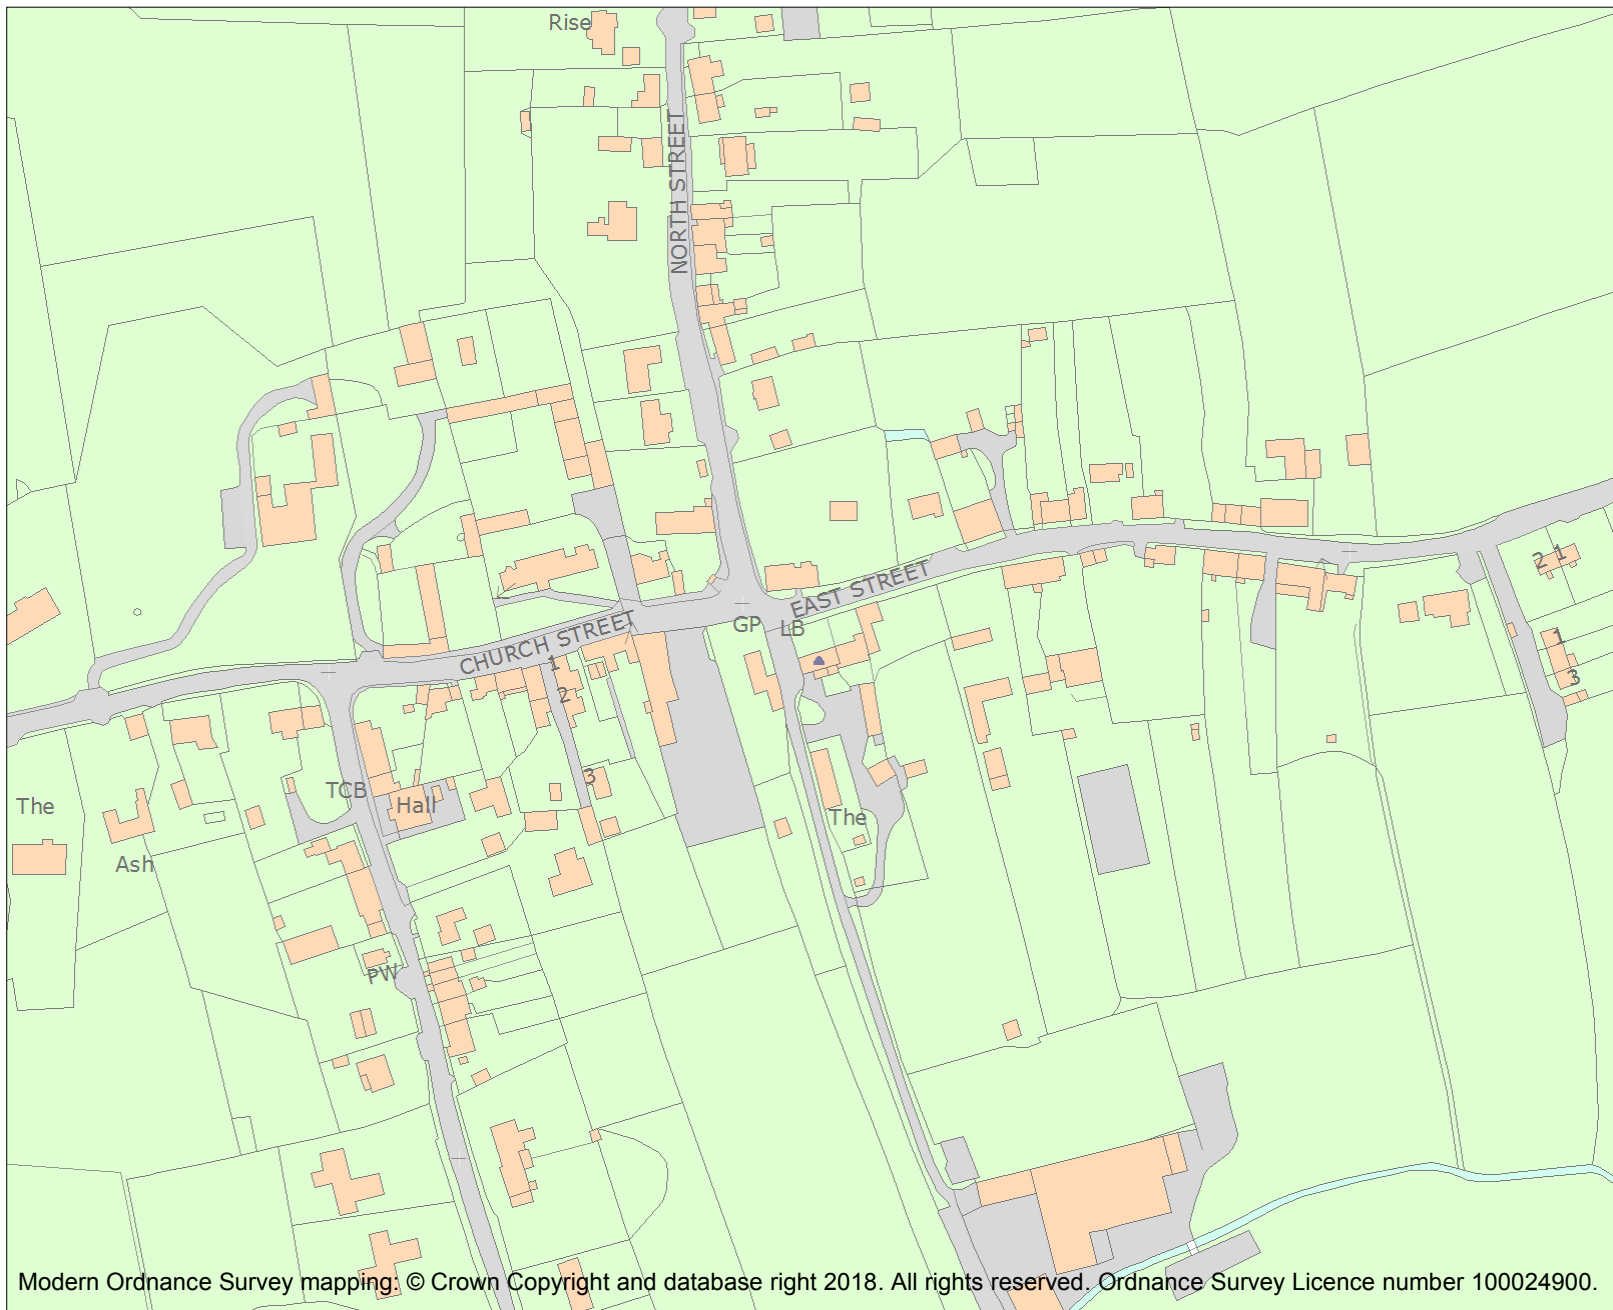 Rise
NORTH STREET
EAST STREET
2 1
GP
LB
CHURCH STREET
1
1
2
3
3
TCB
The
Hall
The
Ash
PW
Modern Ordnance Survey mapping: © Crown Copyright and database right 2018. All rights reserved. Ordnance Survey Licence number 100024900.